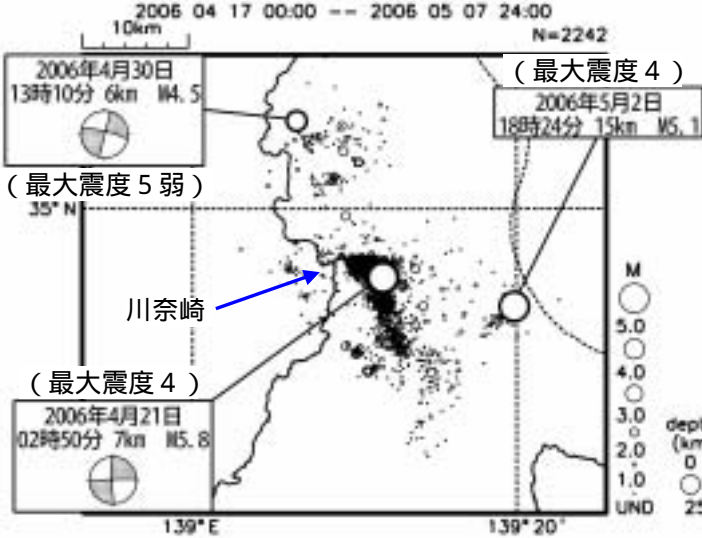 2006 04 17 00:00 -- 2006 05 07 24:00
10km
N=2242
2006年4月30日
13時10分 6km M4.5
(最大震度5弱)
(最大震度4)
2006年5月2日
18時24分 15km M5.1
35°N
川奈崎
(最大震度4)
2006年4月21日
02時50分 7km M5.8
M
5.0
4.0
3.0
2.0
1.0
UND
(km
0
25
139°E
139°20'